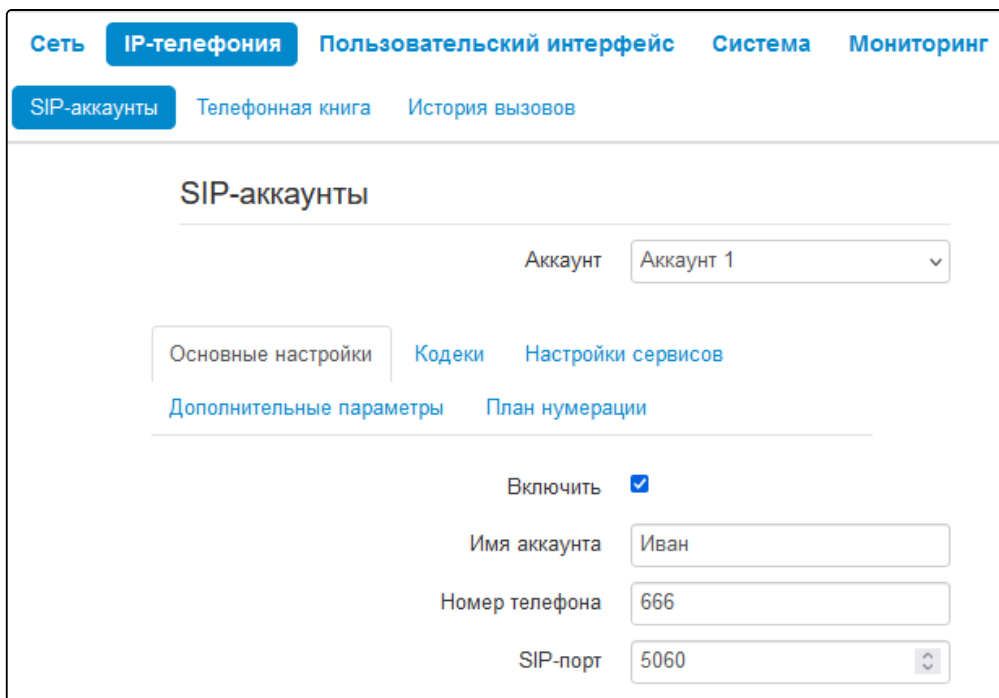 Сеть IP-телефония Пользовательский интерфейс Система Мониторинг
SIP-аккаунты Телефонная книга История вызовов
SIP-аккаунты
Аккаунт Аккаунт 1
Основные настройки Кодеки Настройки сервисов
Дополнительные параметры План нумерации
Включить
Имя аккаунта Иван
Номер телефона 666
SIP-порт 5060